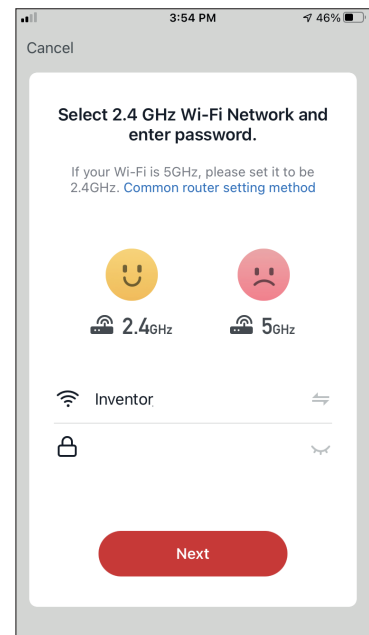 3:54 PM
46%
Cancel
Select 2.4 GHz Wi-Fi Network and
enter password.
If your Wi-Fi is 5GHz, please set it to be
2.4GHz. Common router setting method
2.4GHz
5GHz
Inventor
Next